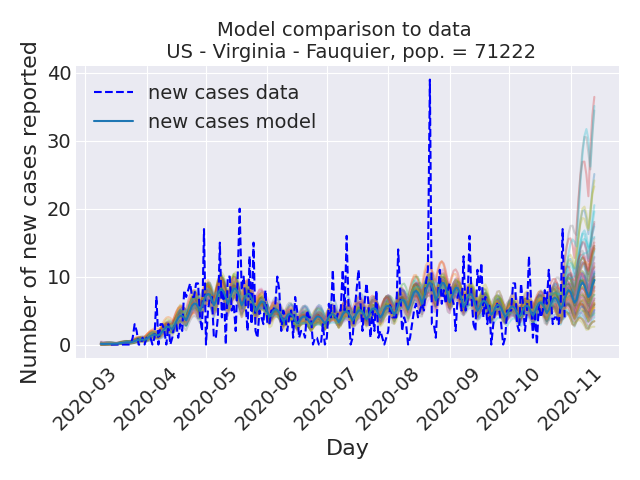 Model comparison to data
US - Virginia - Fauquier, pop. = 71222
Number of new cases reported
40
30
20
10
0
new cases data
new cases model
2020-03
2020-04
2020-05
2020-06
2020-07
2020-08
2020-09
2020-10
2020-11
Day